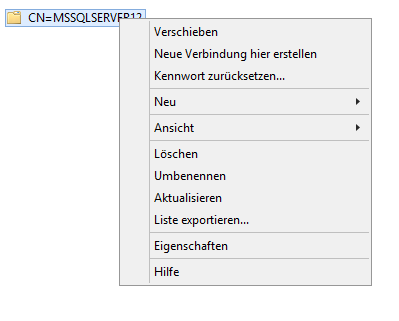 CN=MSSQLSERVER12
Verschieben
Neue Verbindung hier erstellen
Kennwort zurücksetzen...
Neu
Ansicht
Löschen
Umbenennen
Aktualisieren
Liste exportieren...
Eigenschaften
Hilfe